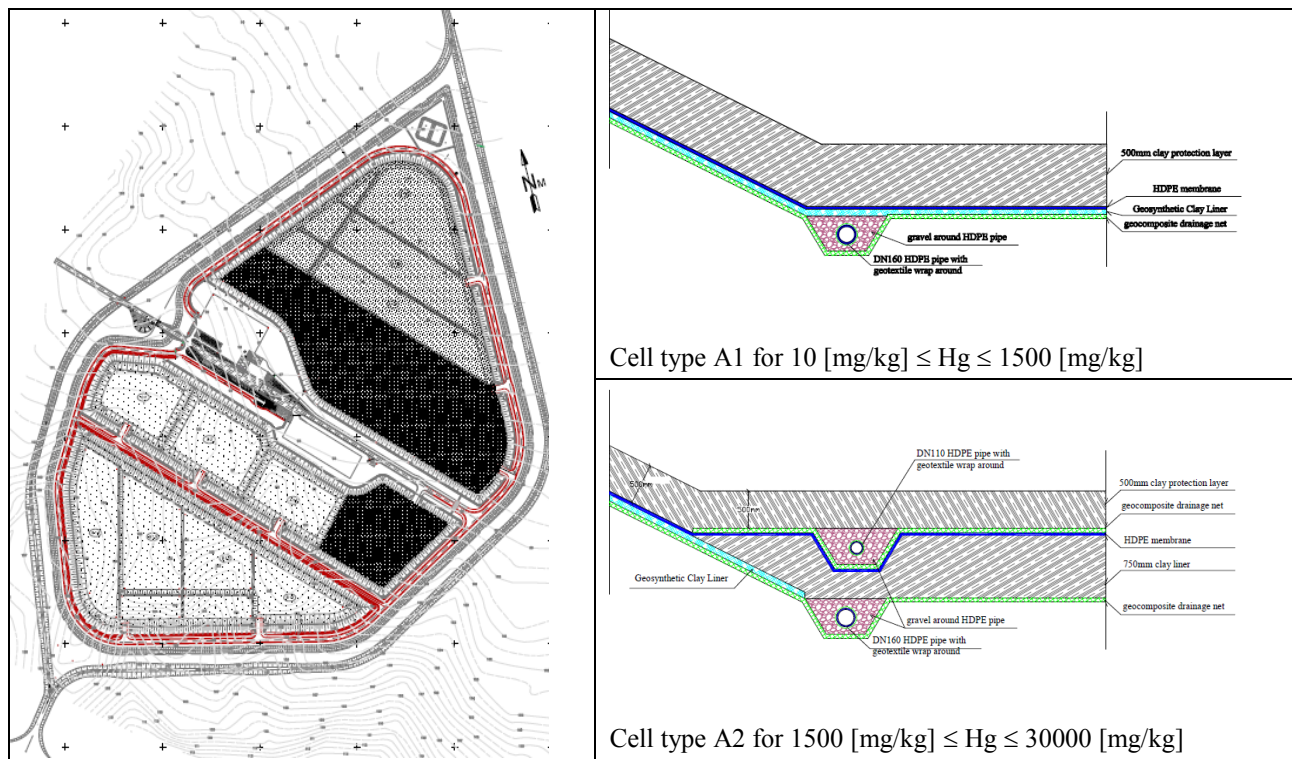 N M
500mm clay protection layer
HDPE membrane
Geosynthetic Clay Liner
geocomposite drainage net
gravel around HDPE pipe
DN160 HDPE pipe with
geotextile wrap around
Cell type A1 for 10 [mg/kg] ≤ Hg ≤ 1500 [mg/kg]
DN110 HDPE pipe with
geotextile wrap around
500mm
500mm clay protection layer
geocomposite drainage net
HDPE membrane
750mm clay liner
Geosynthetic Clay Liner
geocomposite drainage net
gravel around HDPE pipe
DN160 HDPE pipe with
geotextile wrap around
Cell type A2 for 1500 [mg/kg] ≤ Hg ≤ 30000 [mg/kg]